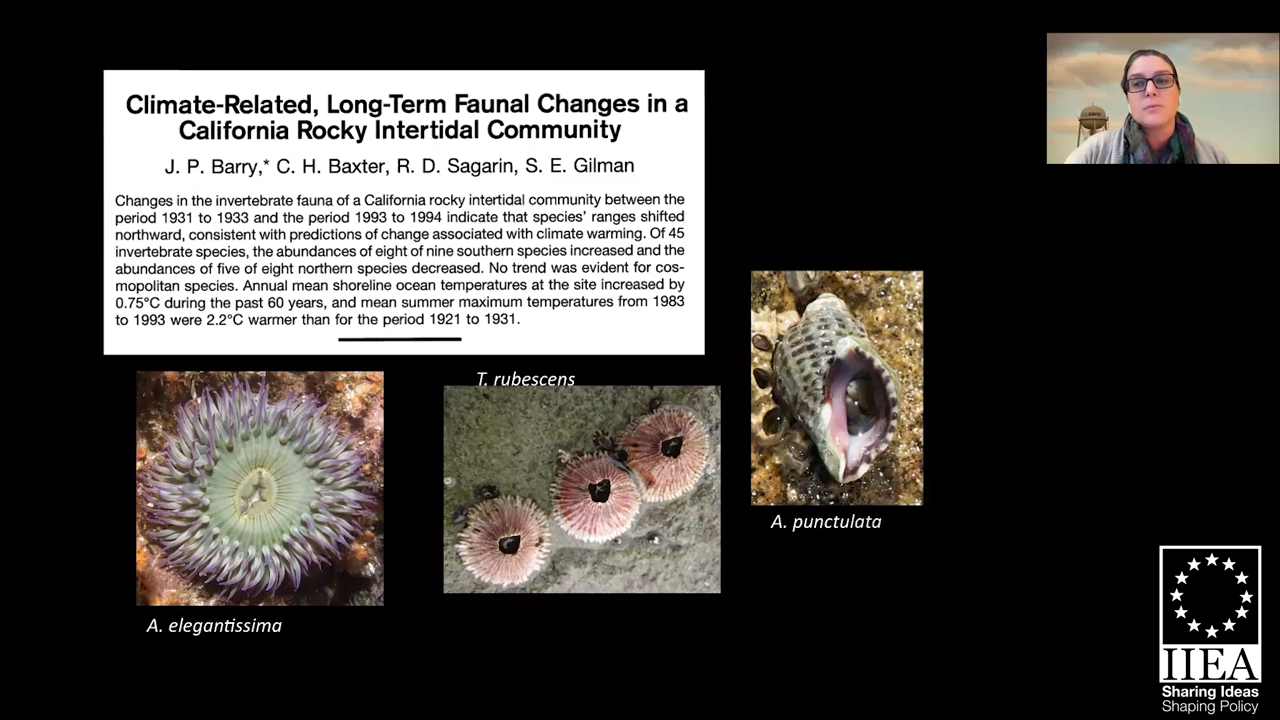 Climate-Related, Long-Term Faunal Changes in a
California Rocky Intertidal Community
J. P. Barry,* C. H. Baxter, R. D. Sagarin, S. E. Gilman
Changes in the invertebrate fauna of a California rocky intertidal community between the
period 1931 to 1933 and the period 1993 to 1994 indicate that species' ranges shifted
northward, consistent with predictions of change associated with climate warming. Of 45
invertebrate species, the abundances of eight of nine southern species increased and the
abundances of five of eight northern species decreased. No trend was evident for cos-
mopolitan species. Annual mean shoreline ocean temperatures at the site increased by
0.75°C during the past 60 years, and mean summer maximum temperatures from 1983
to 1993 were 2.2°C warmer than for the period 1921 to 1931.
T. rubescens
A. punctulata
A. elegantissima
IIEA
Sharing Ideas
Shaping Policy